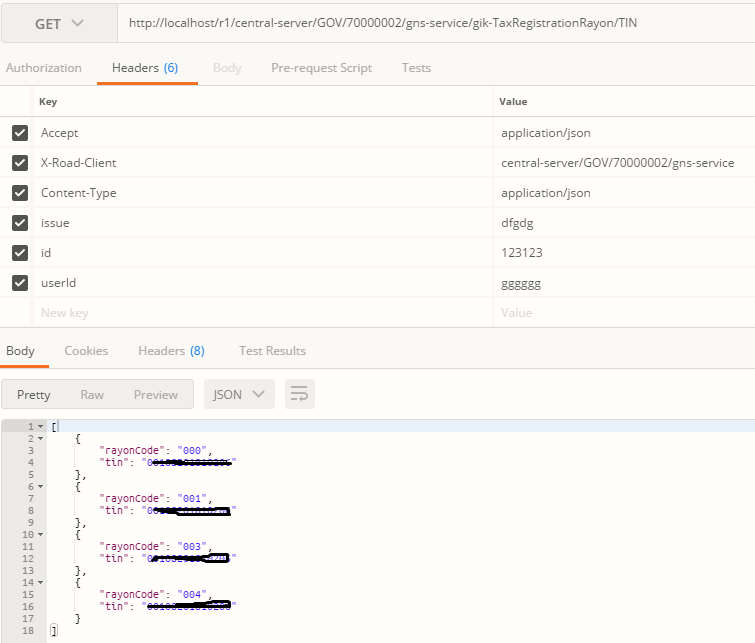 GET http://localhost/r1/central-server/GOV/70000002/gns-service/gik-TaxRegistrationRayon/TIN
Authorization Headers (6) Body Pre-request Script Tests
Key Value
Accept application/json
X-Road-Client central-server/GOV/70000002/gns-service
Content-Type application/json
issue dfgdg
id 123123
userId gggggg
New key Value
Body Cookies Headers (8) Test Results
Pretty Raw Preview JSON
1 [
2 {
3 "rayonCode": "000",
4 "tin":
5 },
6 {
7 "rayonCode": "001",
8 "tin":
9 },
10 {
11 "rayonCode": "003",
12 "tin":
13 },
14 {
15 "rayonCode": "004",
16 "tin":
17 }
18 ]